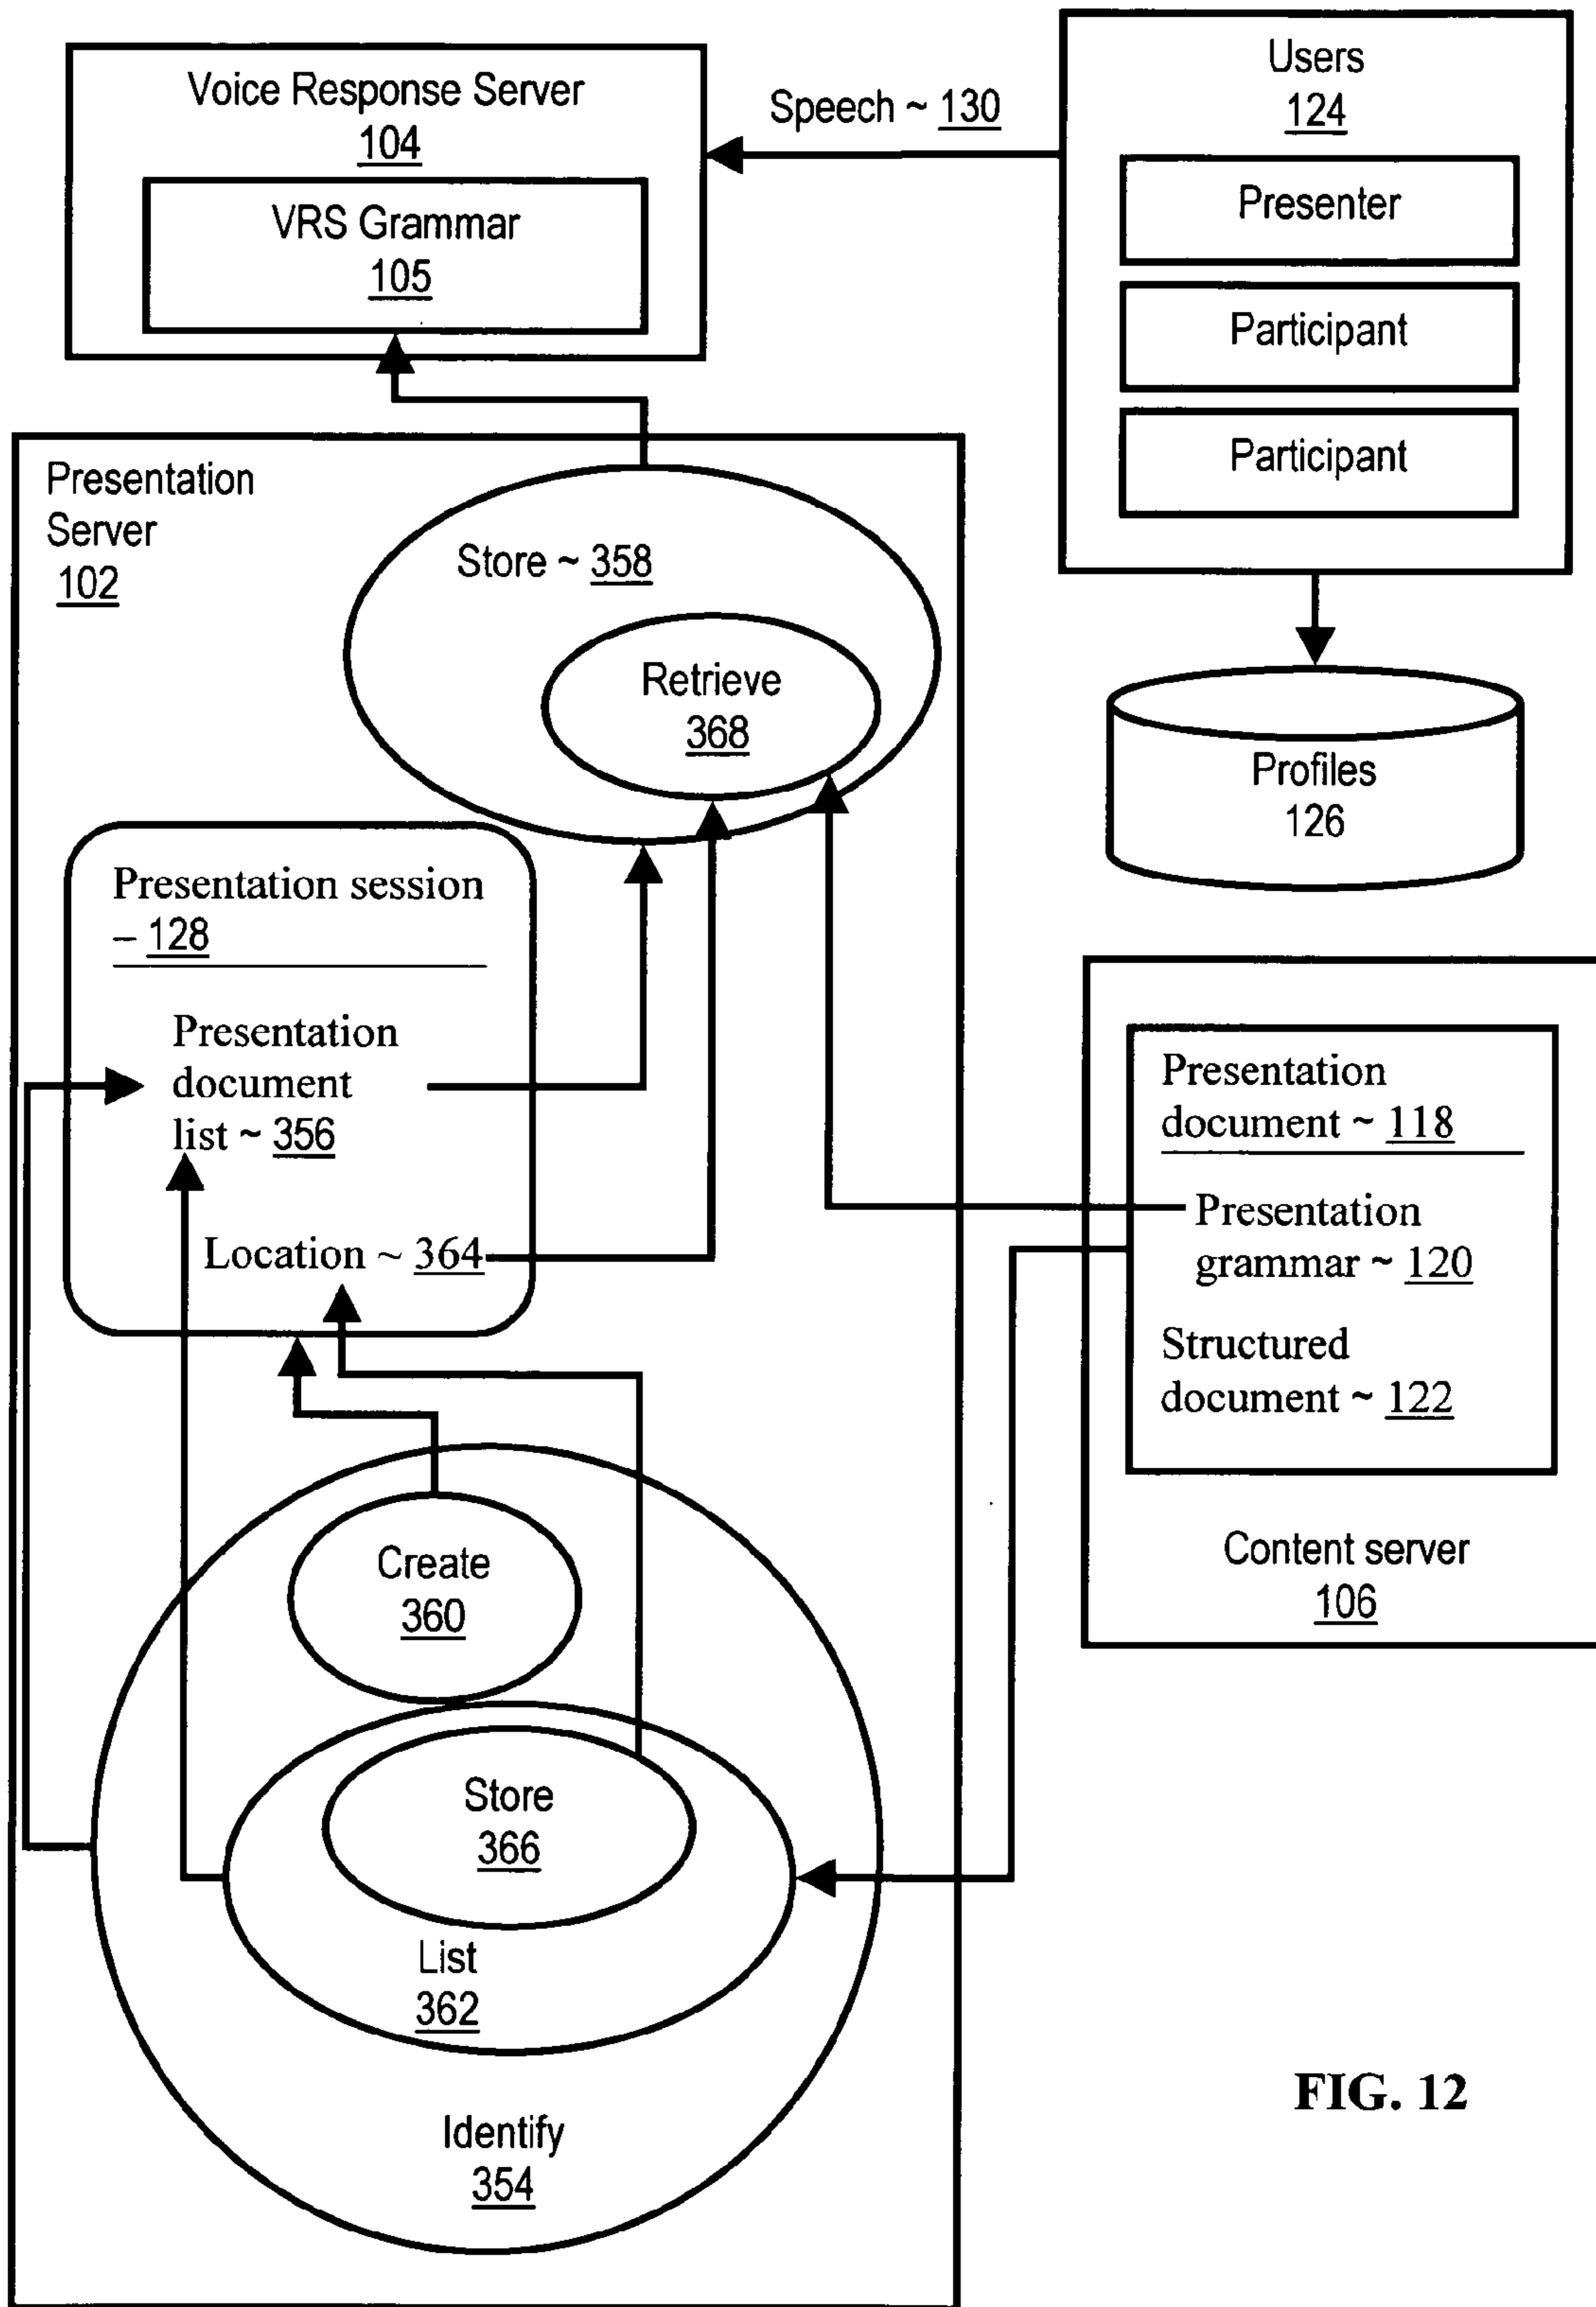 Voice Response Server
104
VRS Grammar
105
Speech ~ 130
Users
124
Presenter
Participant
Participant
Profiles
126
Presentation
Server
102
Store ~ 358
Retrieve
368
Presentation session
– 128
Presentation
document
list ~ 356
Location ~ 364
Presentation
document ~ 118
Presentation
grammar ~ 120
Structured
document ~ 122
Content server
106
Create
360
Store
366
List
362
Identify
354
FIG. 12